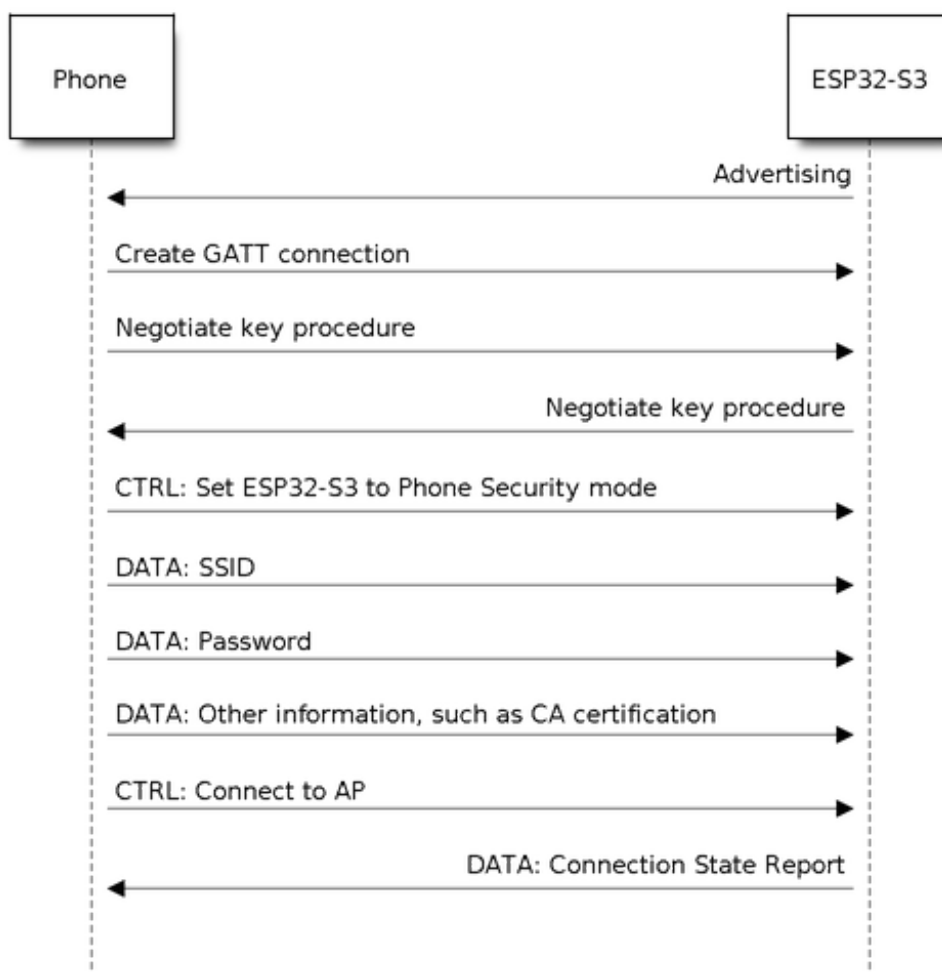 Phone
ESP32-S3
Advertising
Create GATT connection
Negotiate key procedure
Negotiate key procedure
CTRL: Set ESP32-S3 to Phone Security mode
DATA: SSID
DATA: Password
DATA: Other information, such as CA certification
CTRL: Connect to AP
DATA: Connection State Report